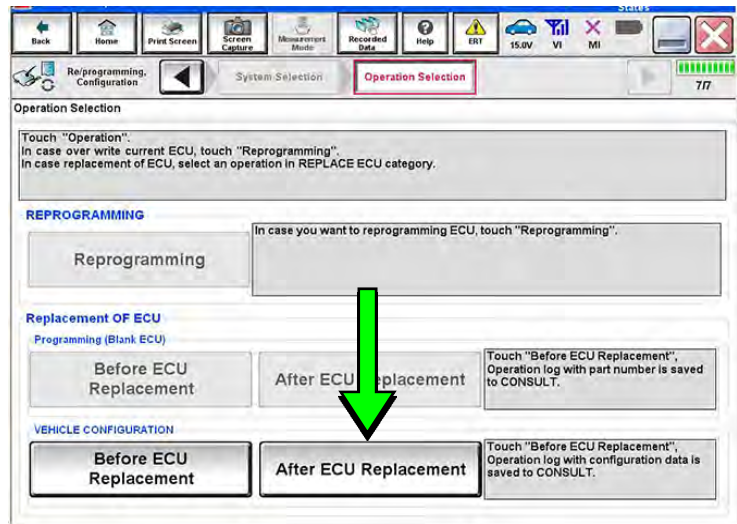 States
Back
Home
Print Screen
Screen
Capture
Measurement
Mode
Recorded
Data
Help
ERT
15.0V
VI
MI
Re/programming,
Configuration
System Selection
Operation Selection
7/7
Operation Selection
Touch "Operation".
In case over write current ECU, touch "Reprogramming".
In case replacement of ECU, select an operation in REPLACE ECU category.
REPROGRAMMING
Reprogramming
In case you want to reprogramming ECU, touch "Reprogramming".
Replacement OF ECU
Programming (Blank ECU)
Before ECU
Replacement
After ECU Replacement
Touch "Before ECU Replacement",
Operation log with part number is saved
to CONSULT.
VEHICLE CONFIGURATION
Before ECU
Replacement
After ECU Replacement
Touch "Before ECU Replacement",
Operation log with configuration data is
saved to CONSULT.